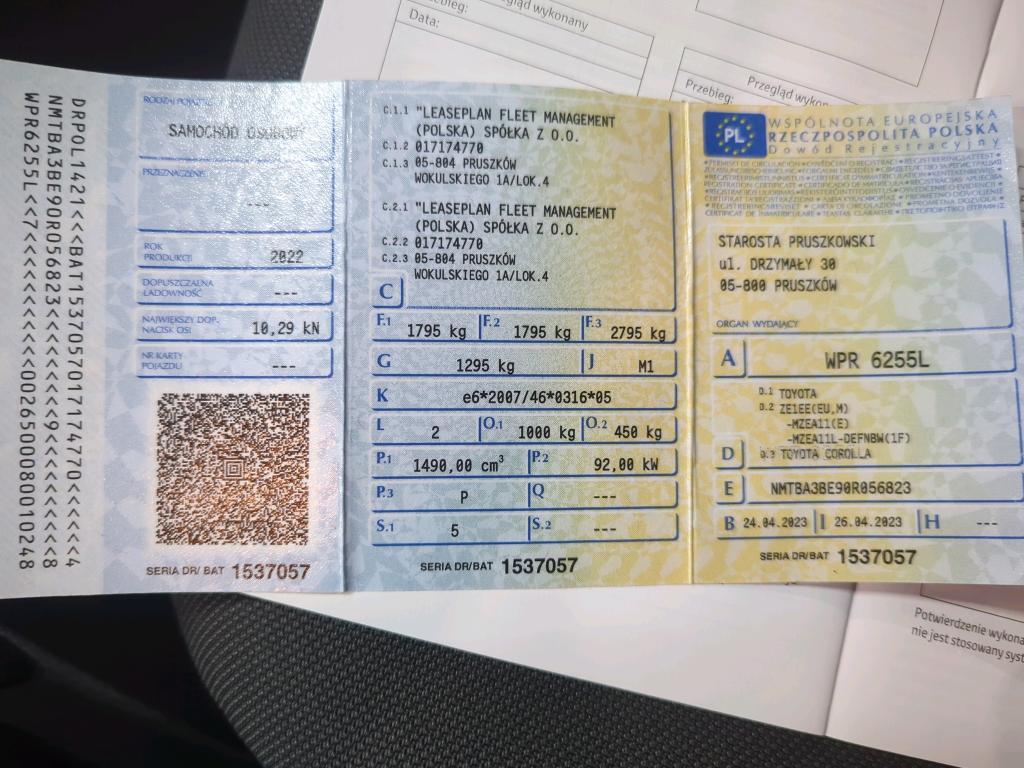 Przegląd wykonany
Data:
Przegląd wykon
Przebieg:
DRPOL1421<<BAT15370570171747 70<<<<<<4
NMTBA3BE90R056823<<<<<<<9<<<<<<<8
WPR6255L<<7<<<<<<<<0026500080010248
RODZAJ POJAZDU
SAMOCHÓD OSOBOWY
PRZEZNACZENIE
---
ROK PRODUKCJI 2022
DOPUSZCZALNA ŁADOWNOŚĆ ---
NAJWIĘKSZY DOP. NACISK OSI 10,29 kN
NR KARTY POJAZDU ---
SERIA DR/BAT 1537057
C.1.1 "LEASEPLAN FLEET MANAGEMENT
(POLSKA) SPÓŁKA Z O.O.
C.1.2 017174770
C.1.3 05-804 PRUSZKÓW
WOKULSKIEGO 1A/LOK.4
C.2.1 "LEASEPLAN FLEET MANAGEMENT
(POLSKA) SPÓŁKA Z O.O.
C.2.2 017174770
C.2.3 05-804 PRUSZKÓW
WOKULSKIEGO 1A/LOK.4
C
F.1 1795 kg F.2 1795 kg F.3 2795 kg
G 1295 kg J M1
K e6*2007/46*0316*05
L 2 O.1 1000 kg O.2 450 kg
P.1 1490,00 cm³ P.2 92,00 kW
P.3 P Q ---
S.1 5 S.2 ---
SERIA DR/BAT 1537057
PL
WSPÓLNOTA EUROPEJSKA
RZECZPOSPOLITA POLSKA
Dowód Rejestracyjny
STAROSTA PRUSZKOWSKI
ul. DRZYMAŁY 30
05-800 PRUSZKÓW
ORGAN WYDAJĄCY
A WPR 6255L
D.1 TOYOTA
D.2 ZE1EE(EU,M)
-MZEA11(E)
-MZEA11L-DEFNBW(1F)
D D.3 TOYOTA COROLLA
E NMTBA3BE90R056823
B 24.04.2023 I 26.04.2023 H ---
SERIA DR/BAT 1537057
Potwierdzenie wykona
nie jest stosowany syst